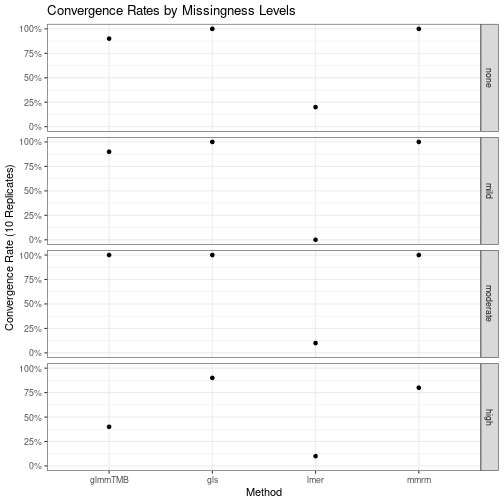 Convergence Rates by Missingness Levels
Convergence Rate (10 Replicates)
100%
75%
50%
25%
0%
none
100%
75%
50%
25%
0%
mild
100%
75%
50%
25%
0%
moderate
100%
75%
50%
25%
0%
high
glmmTMB gls lmer mmrm
Method